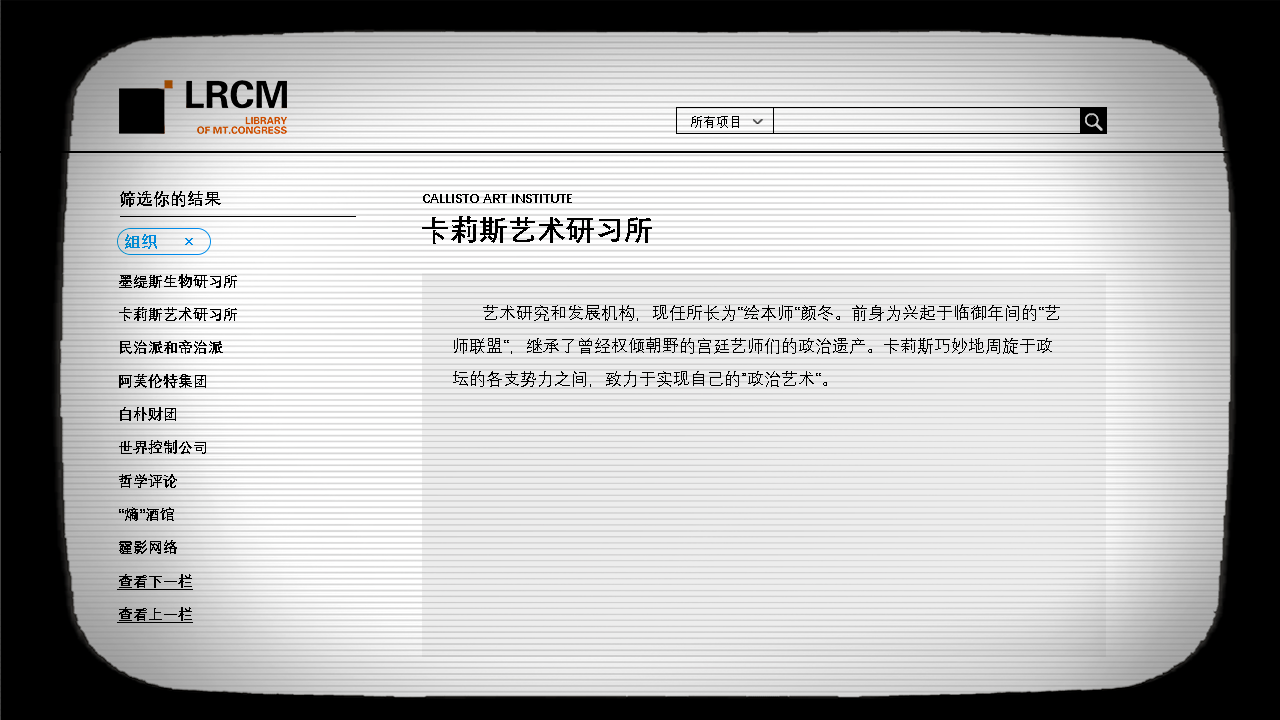 LRCM
LIBRARY
OF MT.CONGRESS
所有项目
筛选你的结果
組织 ×
墨缇斯生物研习所
卡莉斯艺术研习所
民治派和帝治派
阿芙伦特集团
白朴财团
世界控制公司
哲学评论
“熵”酒馆
霾影网络
查看下一栏
查看上一栏
CALLISTO ART INSTITUTE
卡莉斯艺术研习所
艺术研究和发展机构，现任所长为“绘本师“颜冬。前身为兴起于临御年间的“艺
师联盟“，继承了曾经权倾朝野的宫廷艺师们的政治遗产。卡莉斯巧妙地周旋于政
坛的各支势力之间，致力于实现自己的”政治艺术“。